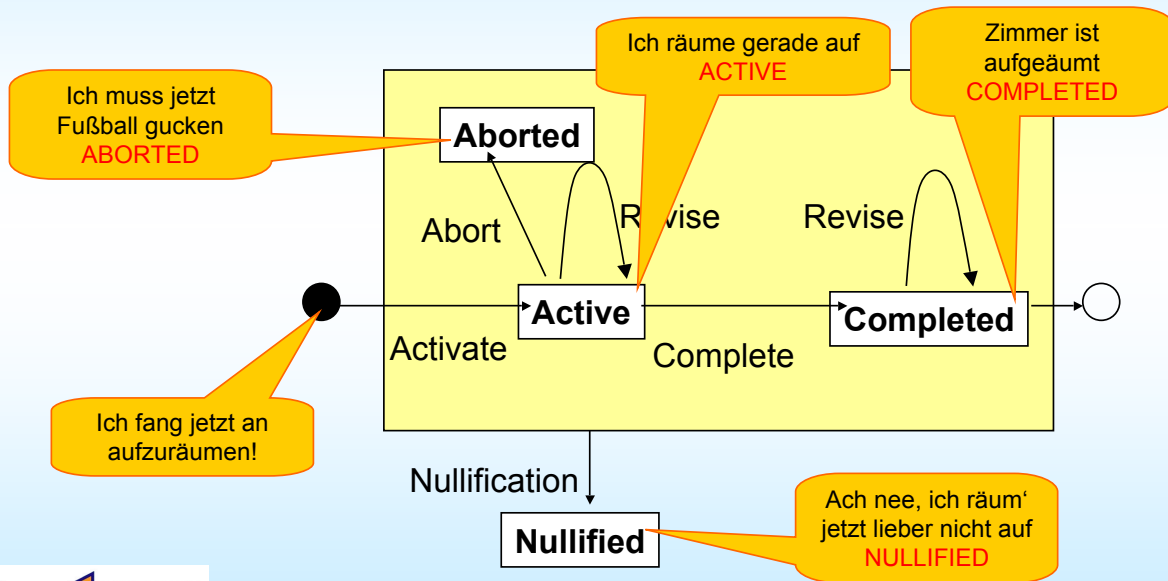 Ich räume gerade auf
ACTIVE
Zimmer ist
aufgeäumt
COMPLETED
Ich muss jetzt
Fußball gucken
ABORTED
Aborted
Abort
Revise
Revise
Active
Completed
Activate
Complete
Ich fang jetzt an
aufzuräumen!
Nullification
Nullified
Ach nee, ich räum‘
jetzt lieber nicht auf
NULLIFIED